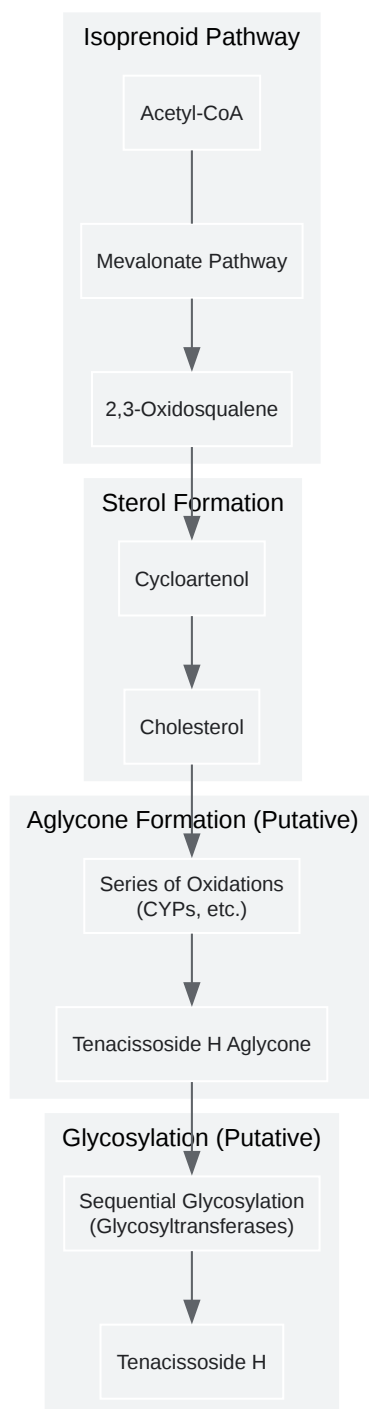 Isoprenoid Pathway
Acetyl-CoA
Mevalonate Pathway
2,3-Oxidosqualene
Sterol Formation
Cycloartenol
Cholesterol
Aglycone Formation (Putative)
Series of Oxidations
(CYPs, etc.)
Tenacissoside H Aglycone
Glycosylation (Putative)
Sequential Glycosylation
(Glycosyltransferases)
Tenacissoside H